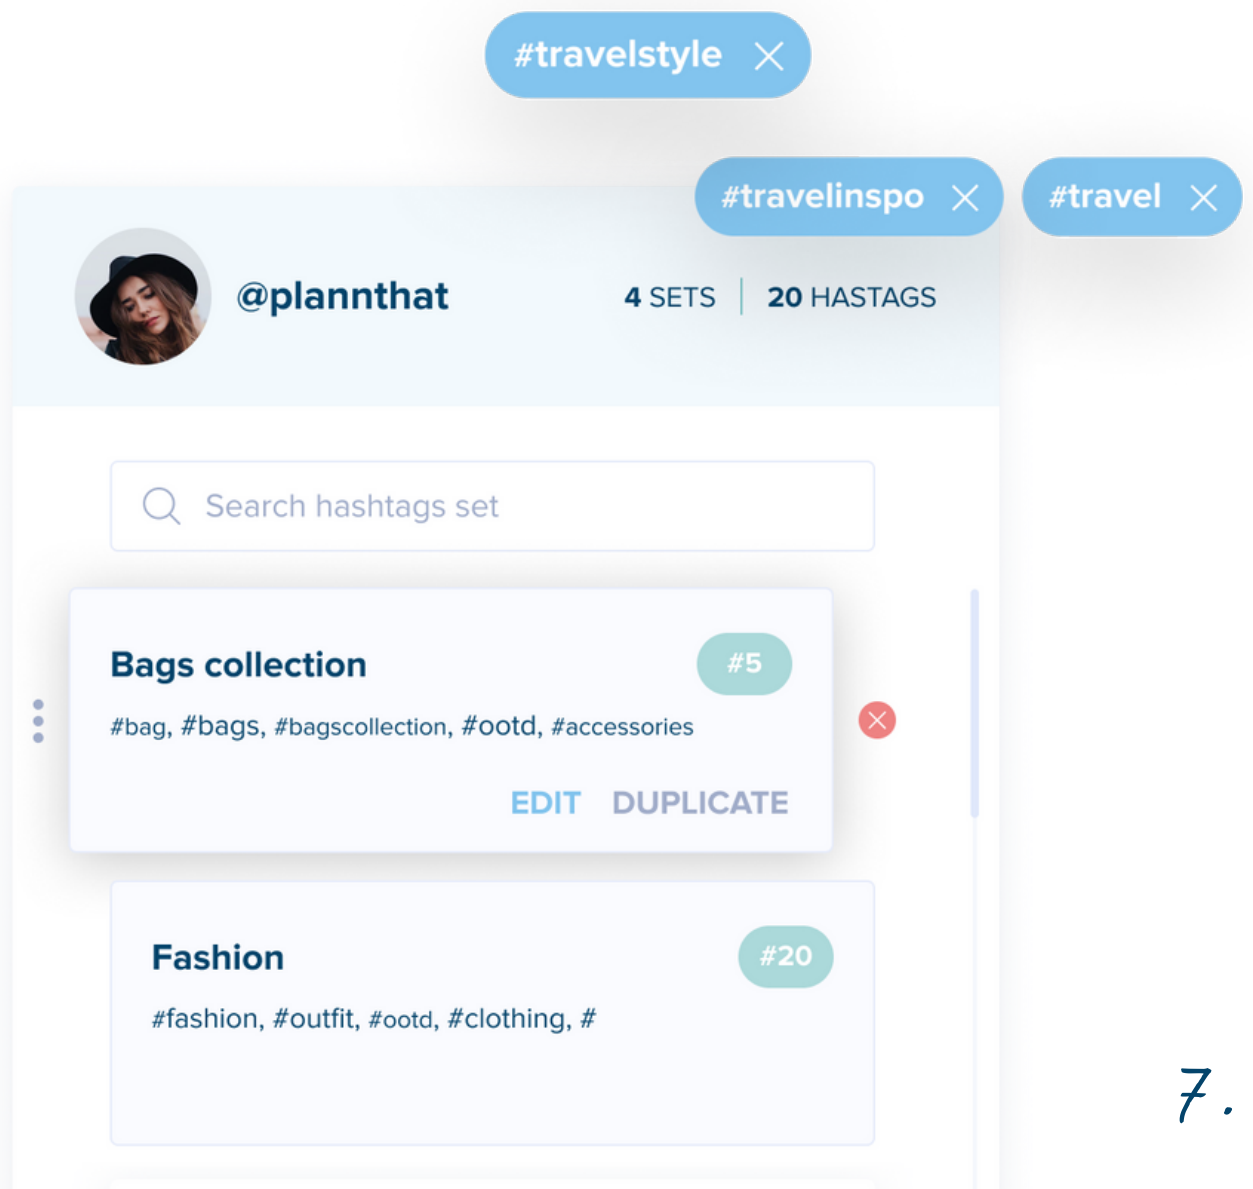 #travelstyle
#travelinspo #travel
@plannthat 4 SETS 20 HASTAGS
Search hashtags set
Bags collection #5
#bag, #bags, #bagscollection, #ootd, #accessories
EDIT DUPLICATE
Fashion #20
#fashion, #outfit, #ootd, #clothing, #
7.